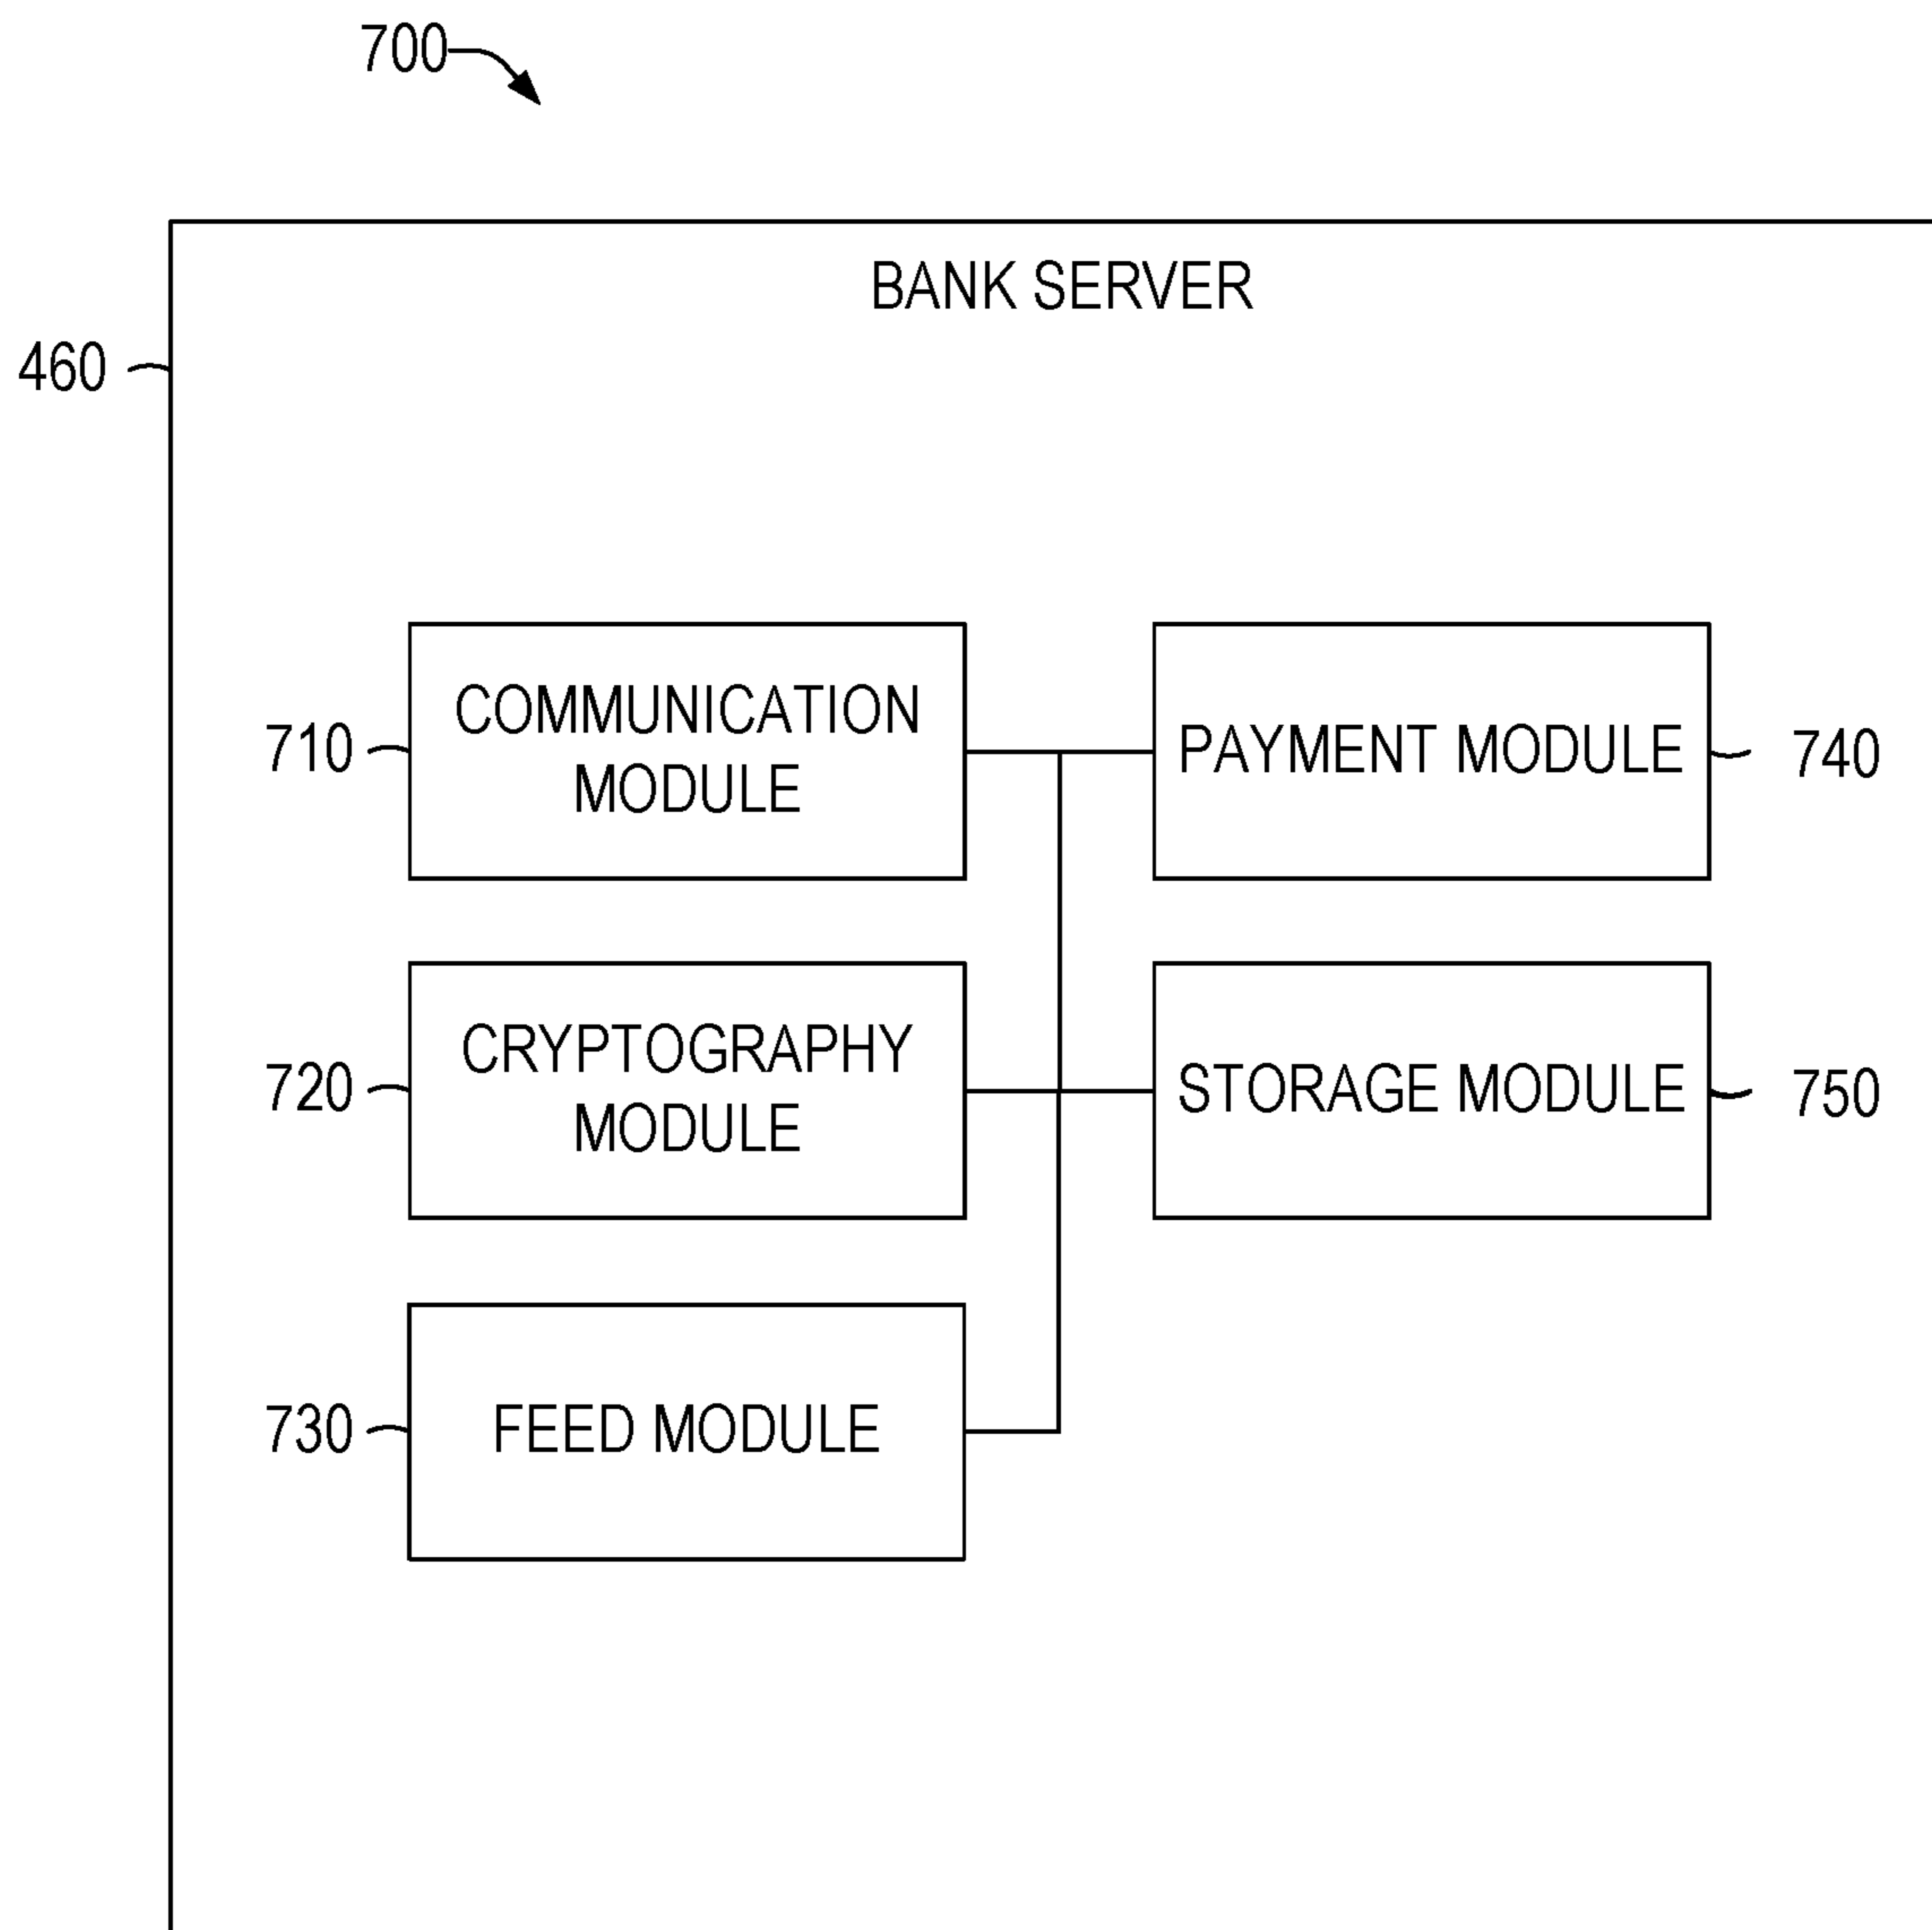 700
BANK SERVER
460
COMMUNICATION
MODULE
710
PAYMENT MODULE
740
CRYPTOGRAPHY
MODULE
720
STORAGE MODULE
750
730
FEED MODULE